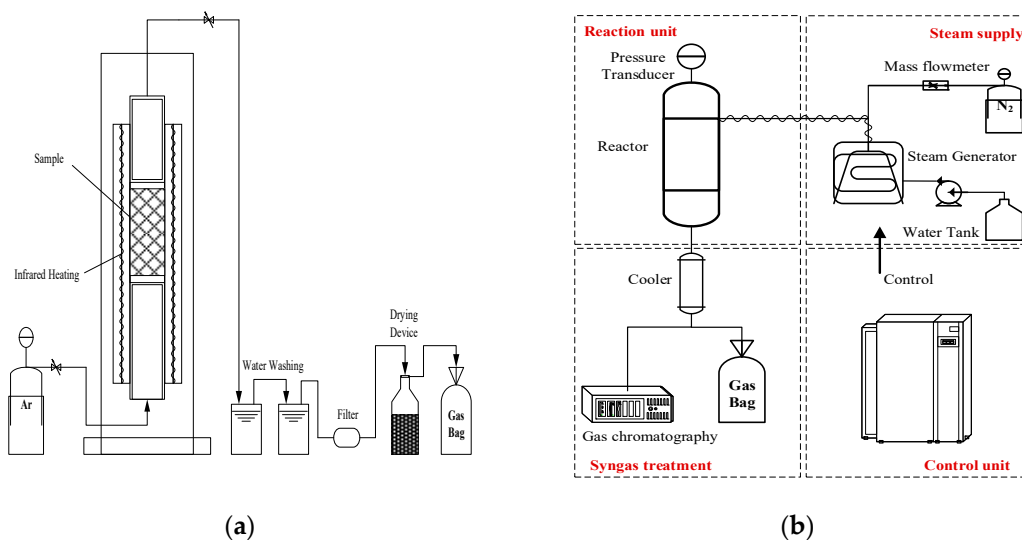 Sample
Infrared Heating
Ar
Water Washing
Filter
Drying
Device
Gas
Bag
(a)
Reaction unit
Pressure
Transducer
Reactor
Steam supply
Mass flowmeter
N2
Steam Generator
Water Tank
Cooler
Gas
Bag
Gas chromatography
Syngas treatment
Control
Control unit
(b)